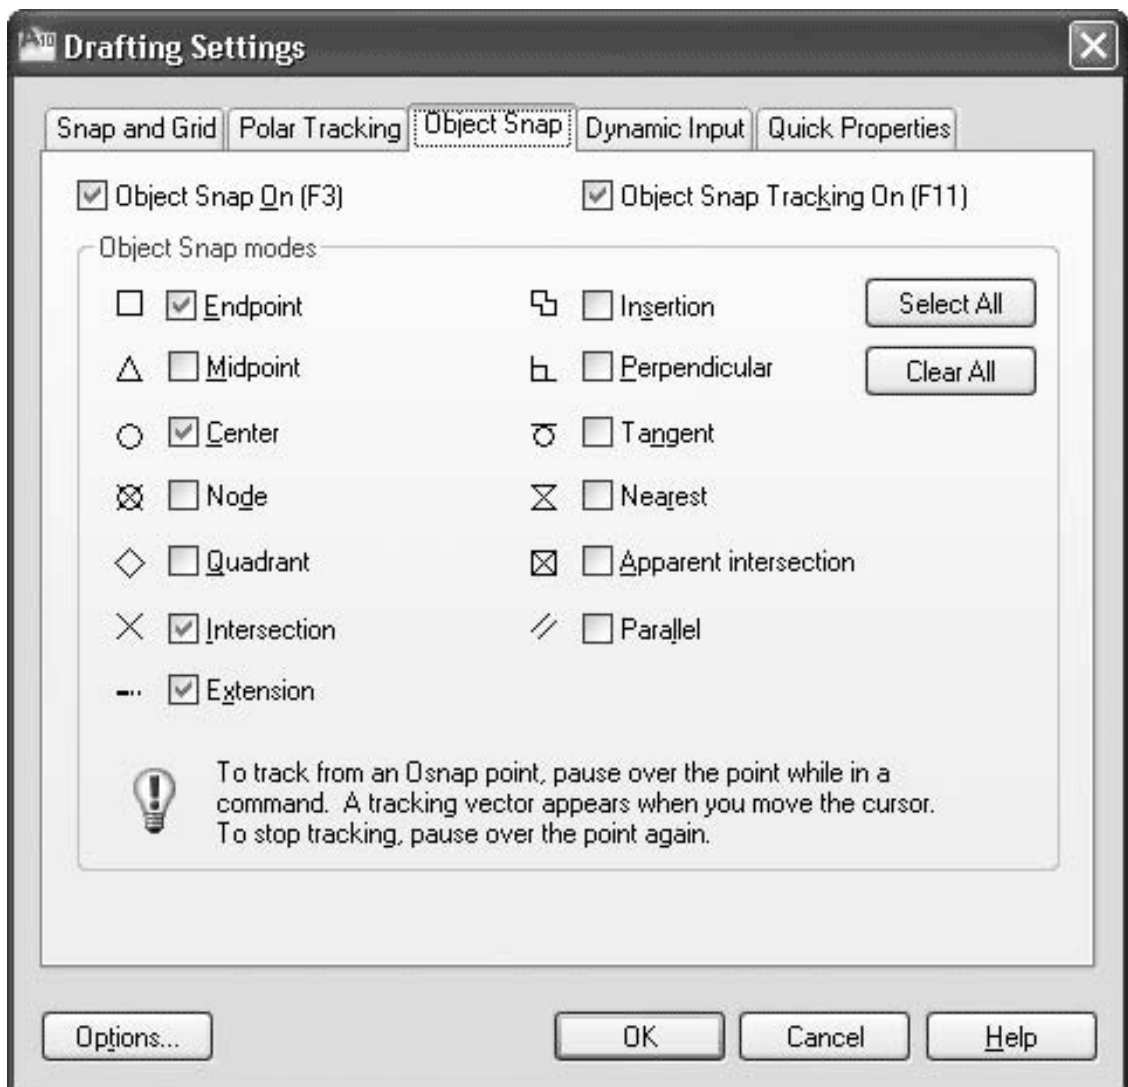 Drafting Settings
Snap and Grid Polar Tracking Object Snap Dynamic Input Quick Properties
Object Snap On (F3) Object Snap Tracking On (F11)
Object Snap modes
Endpoint Insertion Select All
Midpoint Perpendicular Clear All
Center Tangent
Node Nearest
Quadrant Apparent intersection
Intersection Parallel
Extension
To track from an Osnap point, pause over the point while in a
command. A tracking vector appears when you move the cursor.
To stop tracking, pause over the point again.
Options... OK Cancel Help